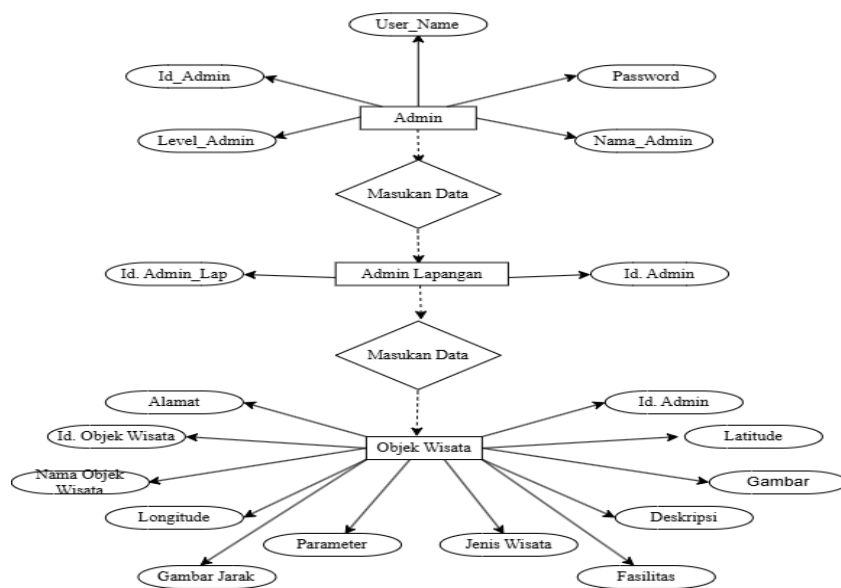 User_Name
Id_Admin
Password
Admin
Level_Admin
Nama_Admin
Masukan Data
Id. Admin_Lap
Admin Lapangan
Id. Admin
Masukan Data
Alamat
Id. Admin
Id. Objek Wisata
Objek Wisata
Latitude
Nama Objek
Wisata
Gambar
Longitude
Deskripsi
Parameter
Jenis Wisata
Gambar Jarak
Fasilitas